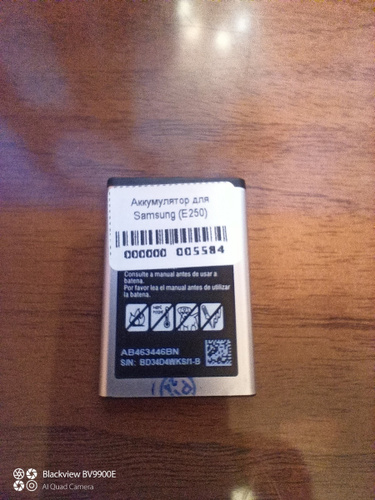 Аккумулятор для
Samsung (E250)
000000 005584
Consulte a manual antes de usar a
batería.
Por favor lea el manual antes de utilizar
la batería.
AB463446BN
S/N: BD34D4WKS/1-B
Blackview BV9900E
AI Quad Camera